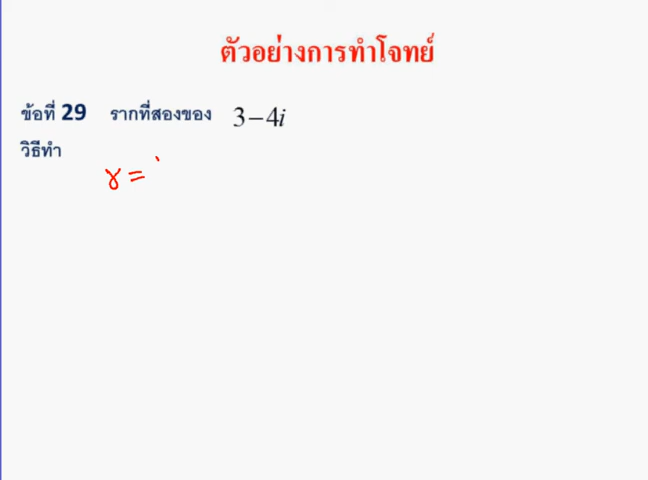 ตัวอย่างการทำโจทย์
ข้อที่ 29 รากที่สองของ 3−4i
วิธีทำ
r =